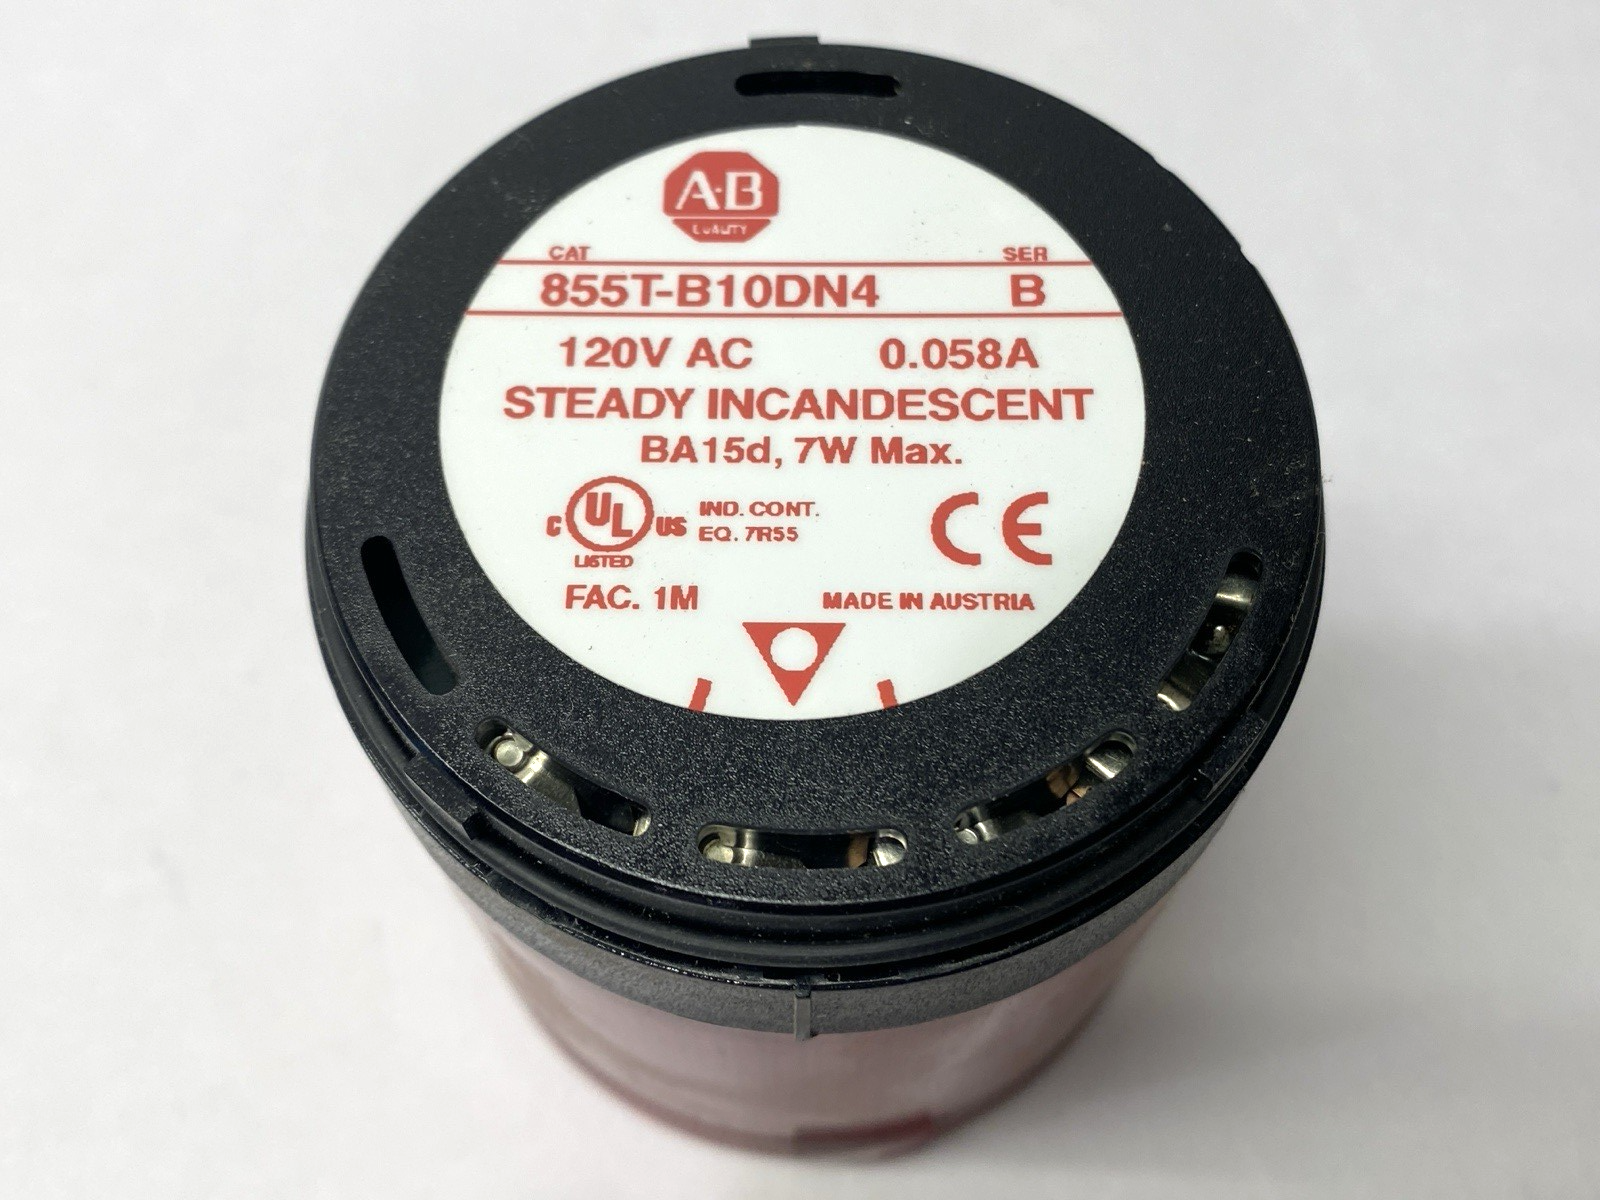 A-B
QUALITY
CAT SER
855T-B10DN4 B
120V AC 0.058A
STEADY INCANDESCENT
BA15d, 7W Max.
C UL US LISTED
IND. CONT.
EQ. 7R55
CE
FAC. 1M MADE IN AUSTRIA